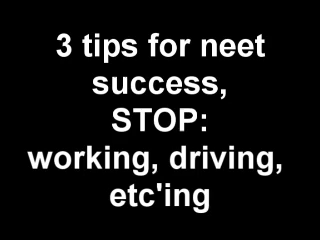 3 tips for neet
success,
STOP:
working, driving,
etc'ing